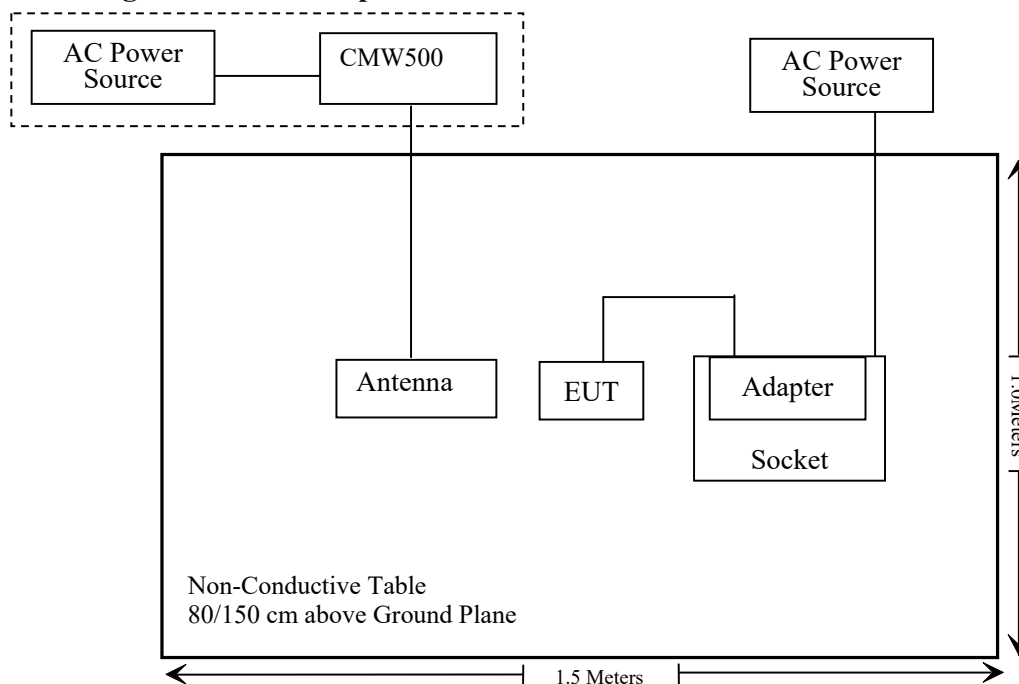 AC Power
Source
CMW500
AC Power
Source
Antenna
EUT
Adapter
Socket
Non-Conductive Table
80/150 cm above Ground Plane
1.5 Meters